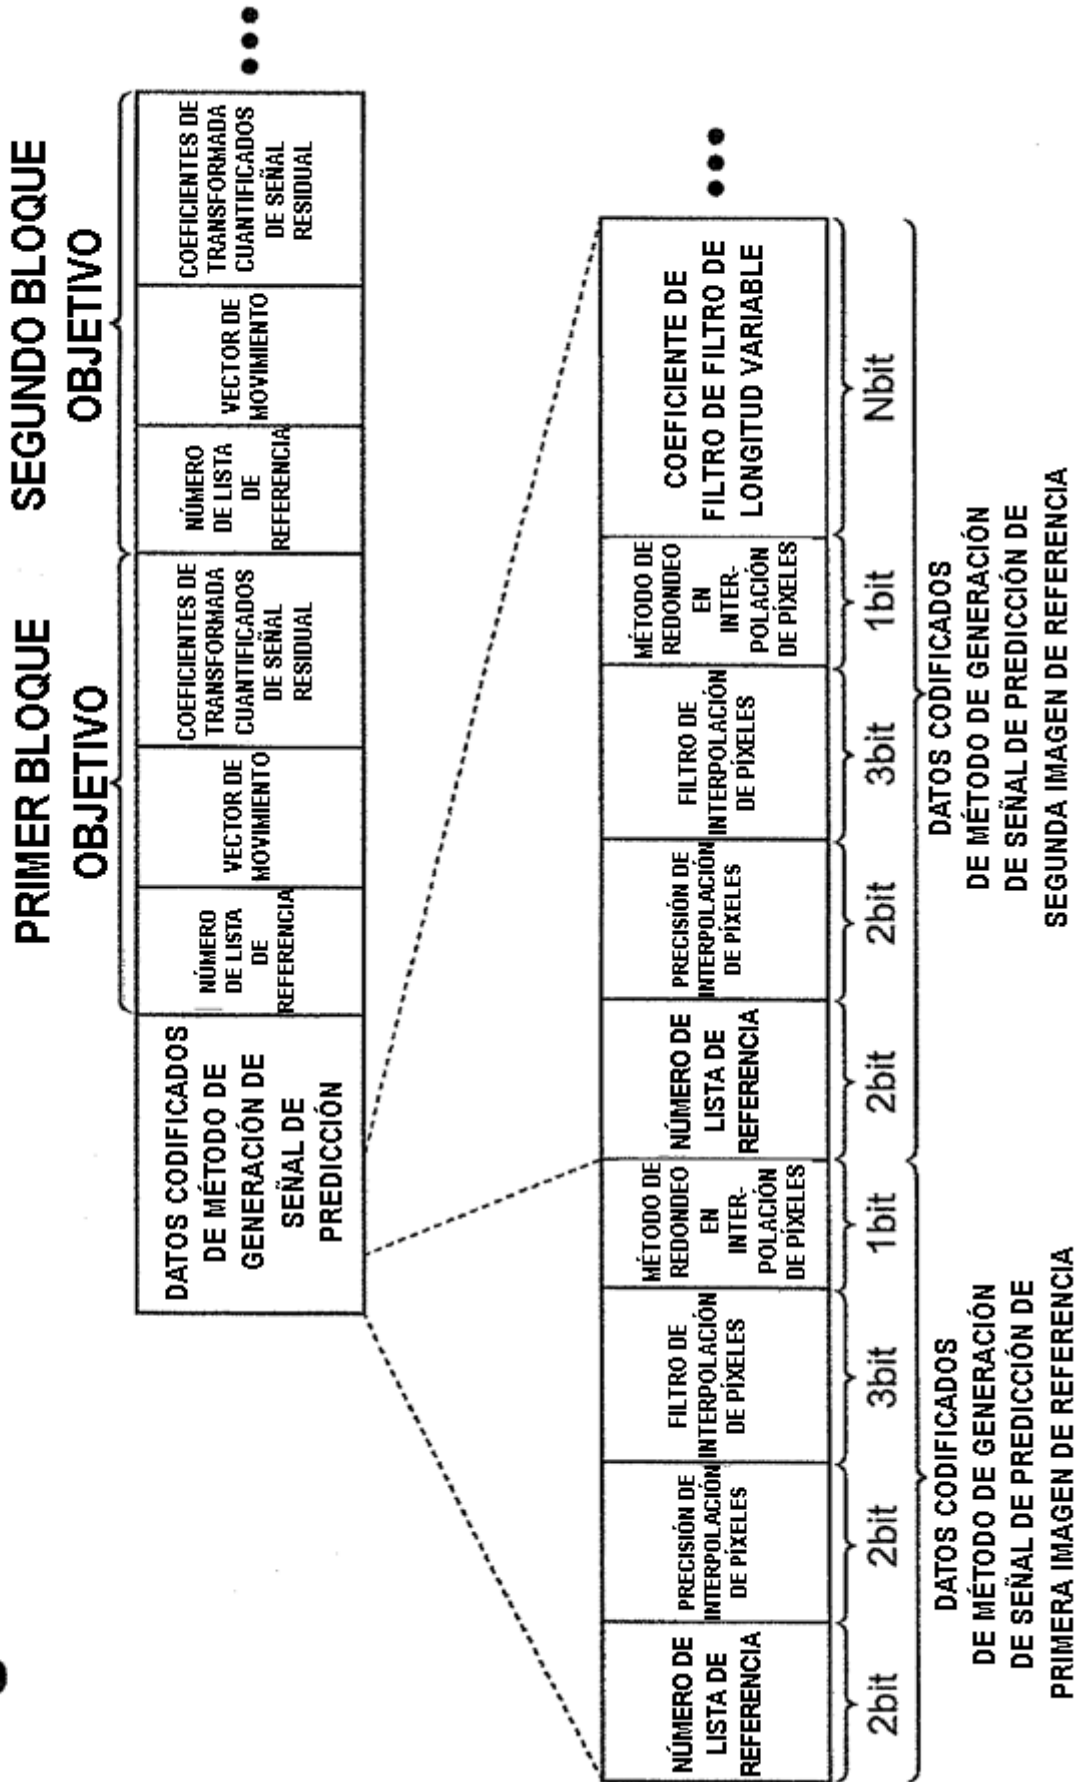 PRIMER BLOQUE
OBJETIVO
SEGUNDO BLOQUE
OBJETIVO
DATOS CODIFICADOS
DE MÉTODO DE
GENERACIÓN DE
SEÑAL DE
PREDICCIÓN
NÚMERO
DE LISTA
DE
REFERENCIA
VECTOR DE
MOVIMIENTO
COEFICIENTES DE
TRANSFORMADA
CUANTIFICADOS
DE SEÑAL
RESIDUAL
NÚMERO
DE LISTA
DE
REFERENCIA
VECTOR DE
MOVIMIENTO
COEFICIENTES DE
TRANSFORMADA
CUANTIFICADOS
DE SEÑAL
RESIDUAL
NÚMERO DE
LISTA DE
REFERENCIA
PRECISIÓN DE
INTERPOLACIÓN
DE PÍXELES
FILTRO DE
INTERPOLACIÓN
DE PÍXELES
MÉTODO DE
REDONDEO
EN
INTER-
POLACIÓN
DE PÍXELES
NÚMERO DE
LISTA DE
REFERENCIA
PRECISIÓN DE
INTERPOLACIÓN
DE PÍXELES
FILTRO DE
INTERPOLACIÓN
DE PÍXELES
MÉTODO DE
REDONDEO
EN
INTER-
POLACIÓN
DE PÍXELES
COEFICIENTE DE
FILTRO DE FILTRO DE
LONGITUD VARIABLE
2bit
2bit
3bit
1bit
2bit
2bit
3bit
1bit
Nbit
DATOS CODIFICADOS
DE MÉTODO DE GENERACIÓN
DE SEÑAL DE PREDICCIÓN DE
PRIMERA IMAGEN DE REFERENCIA
DATOS CODIFICADOS
DE MÉTODO DE GENERACIÓN
DE SEÑAL DE PREDICCIÓN DE
SEGUNDA IMAGEN DE REFERENCIA